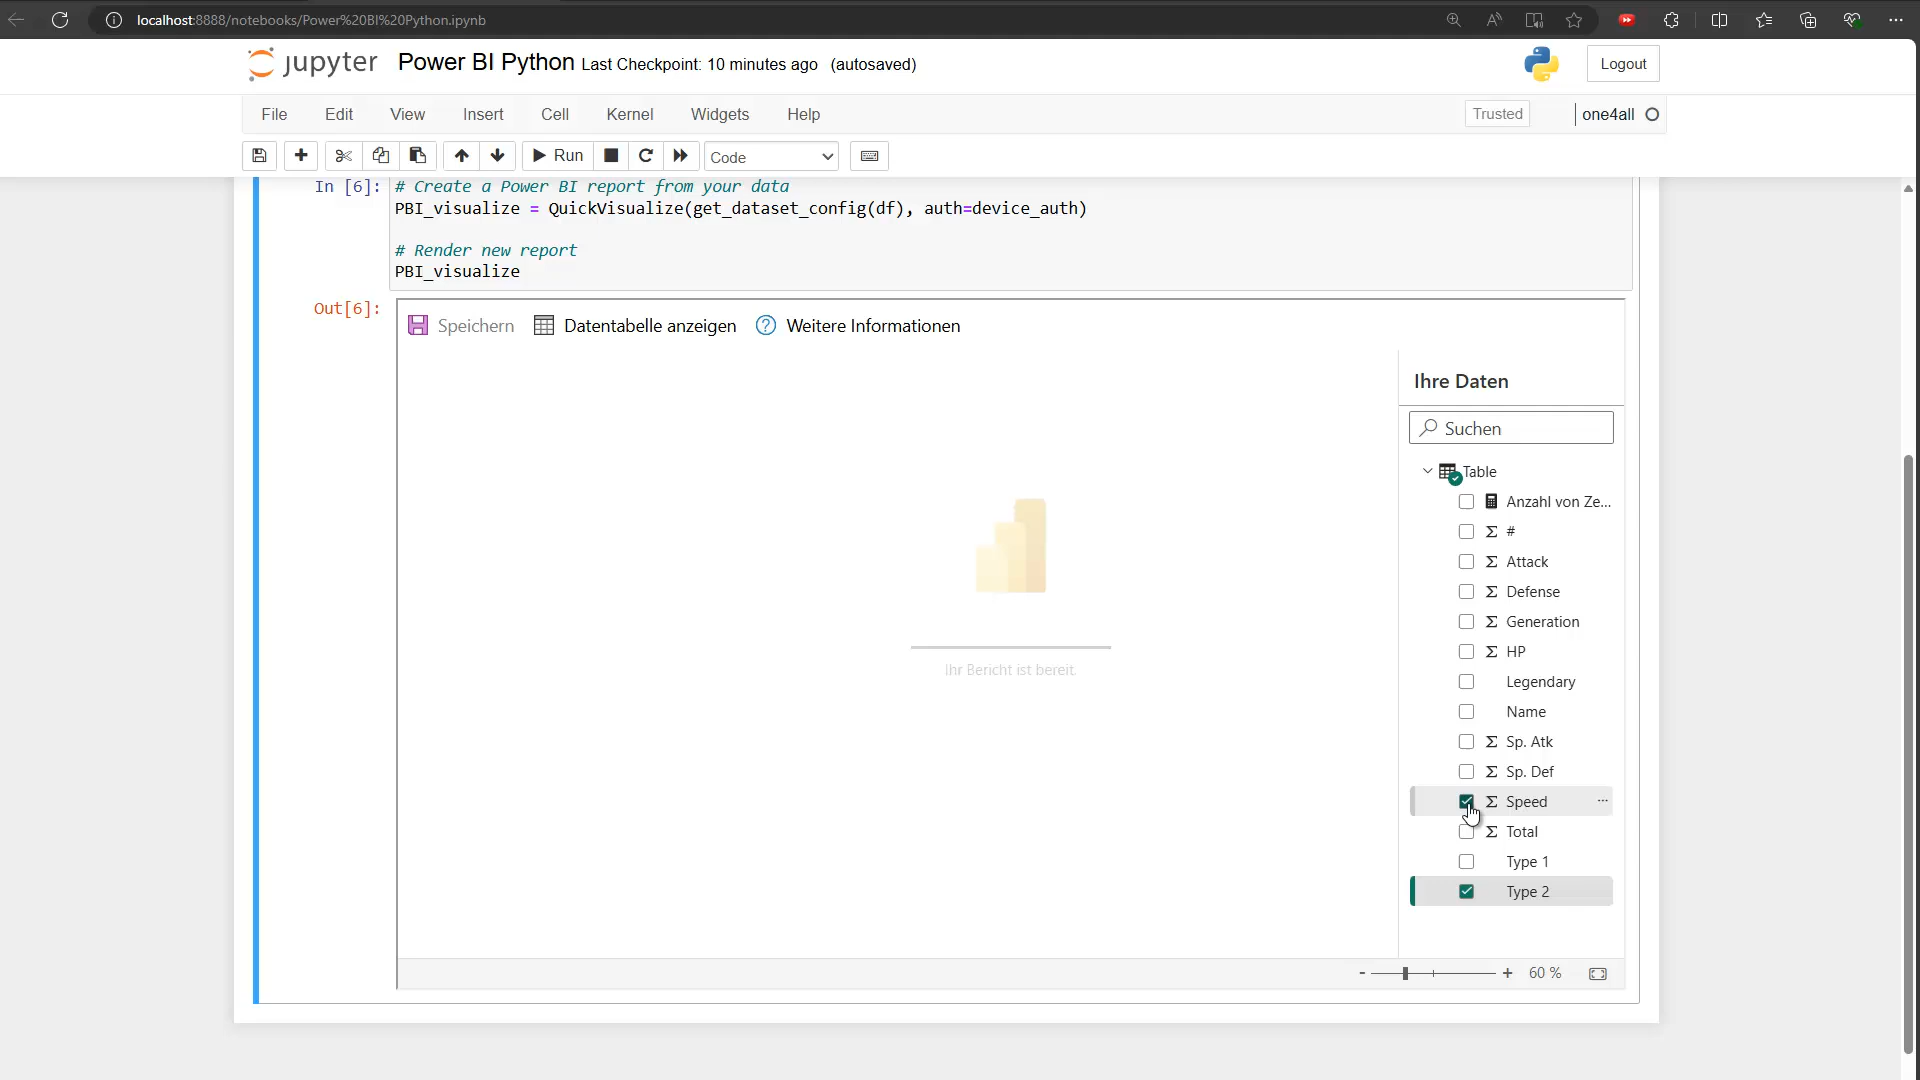 localhost:8888/notebooks/Power%20BI%20Python.ipynb
jupyter Power BI Python Last Checkpoint: 10 minutes ago (autosaved) Logout
File Edit View Insert Cell Kernel Widgets Help Trusted one4all
Run Code
In [6]: # Create a Power BI report from your data
PBI_visualize = QuickVisualize(get_dataset_config(df), auth=device_auth)
# Render new report
PBI_visualize
Out[6]:
Speichern Datentabelle anzeigen Weitere Informationen
Ihr Bericht ist bereit.
Ihre Daten
Suchen
Table
Anzahl von Ze...
Σ #
Σ Attack
Σ Defense
Σ Generation
Σ HP
Legendary
Name
Σ Sp. Atk
Σ Sp. Def
Σ Speed ...
Σ Total
Type 1
Type 2
- + 60 %